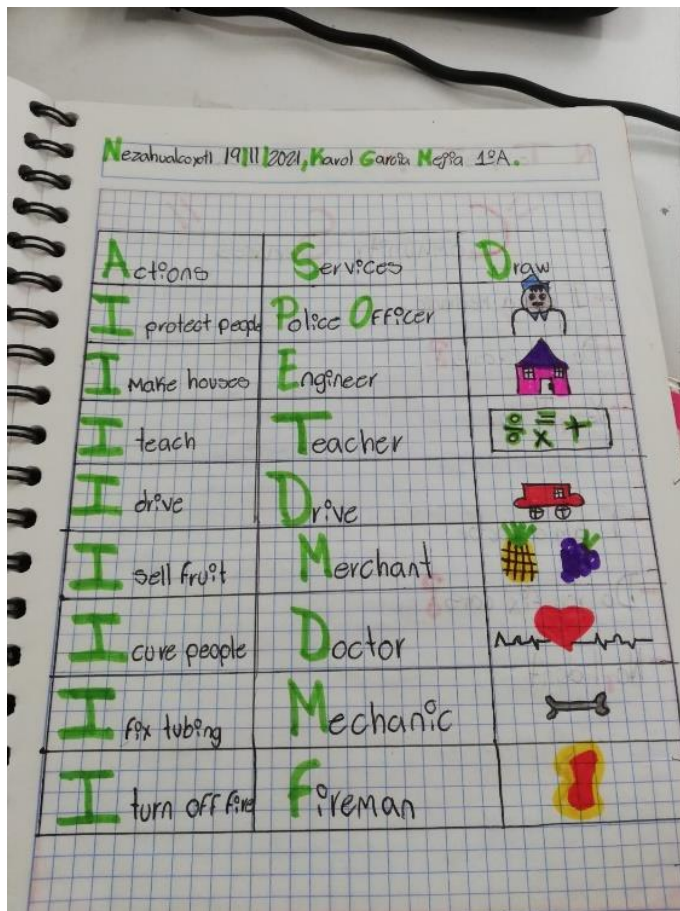 Nezahualcoyotl 19|11|2021, Karol Garcia Mejia 1ºA.
Actions Services Draw
I protect people Police Officer
I Make houses Engineer
I teach Teacher
I drive Drive
I sell fruit Merchant
I cure people Doctor
I fix tubing Mechanic
I turn off fire Fireman